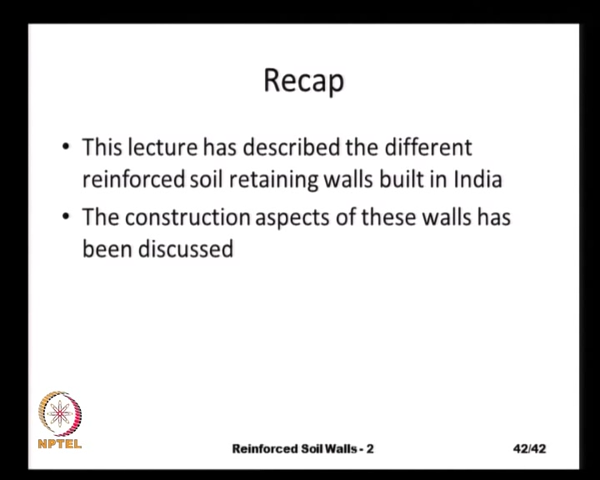 Recap
• This lecture has described the different
reinforced soil retaining walls built in India
• The construction aspects of these walls has
been discussed
NPTEL
Reinforced Soil Walls - 2
42/42